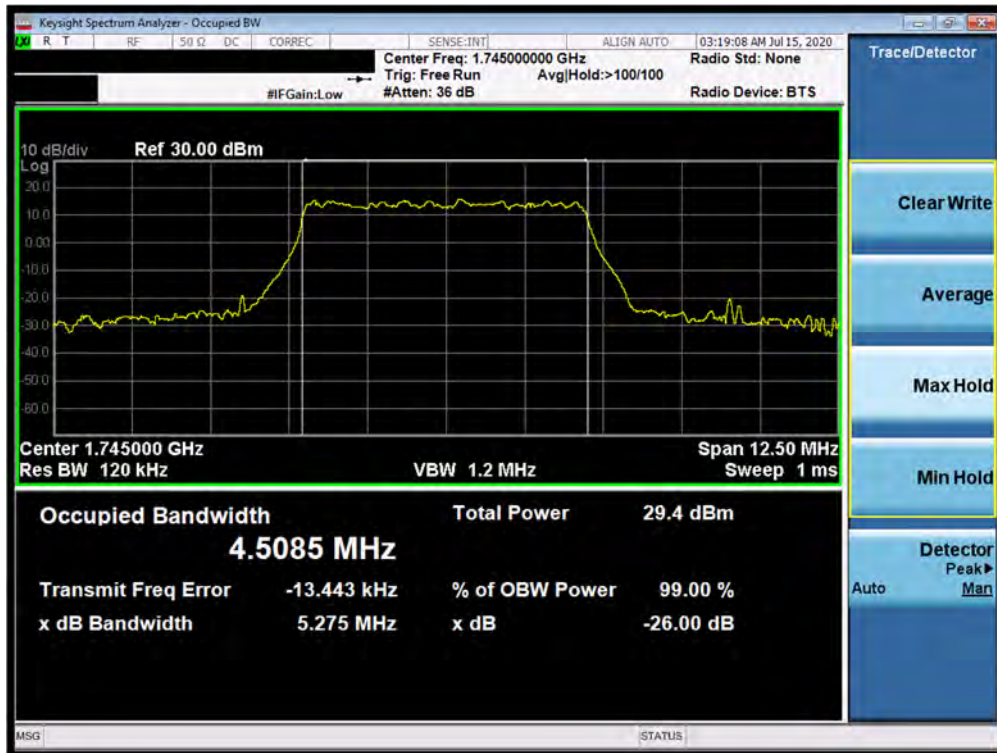 Keysight Spectrum Analyzer - Occupied BW
LXI R T RF 50 Ω DC CORREC SENSE:INT ALIGN AUTO 03:19:08 AM Jul 15, 2020
Center Freq: 1.745000000 GHz Radio Std: None
Trig: Free Run Avg|Hold:>100/100
#IFGain:Low #Atten: 36 dB Radio Device: BTS
10 dB/div Ref 30.00 dBm
Log
20.0
10.0
0.00
-10.0
-20.0
-30.0
-40.0
-50.0
-60.0
Center 1.745000 GHz Span 12.50 MHz
Res BW 120 kHz VBW 1.2 MHz Sweep 1 ms
Occupied Bandwidth Total Power 29.4 dBm
4.5085 MHz
Transmit Freq Error -13.443 kHz % of OBW Power 99.00 %
x dB Bandwidth 5.275 MHz x dB -26.00 dB
MSG STATUS
Trace/Detector
Clear Write
Average
Max Hold
Min Hold
Detector
Peak▶
Auto Man